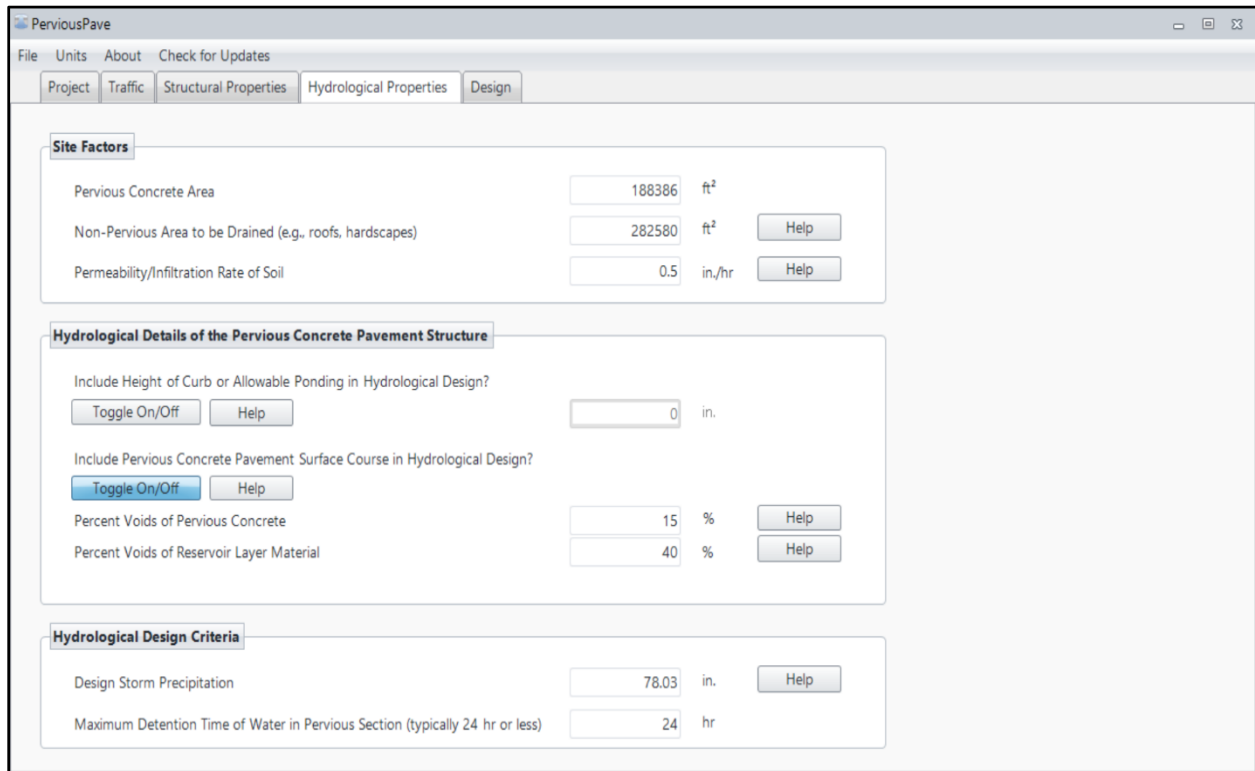 PerviousPave
File Units About Check for Updates
Project Traffic Structural Properties Hydrological Properties Design
Site Factors
Pervious Concrete Area 188386 ft²
Non-Pervious Area to be Drained (e.g., roofs, hardscapes) 282580 ft² Help
Permeability/Infiltration Rate of Soil 0.5 in./hr Help
Hydrological Details of the Pervious Concrete Pavement Structure
Include Height of Curb or Allowable Ponding in Hydrological Design?
Toggle On/Off Help 0 in.
Include Pervious Concrete Pavement Surface Course in Hydrological Design?
Toggle On/Off Help
Percent Voids of Pervious Concrete 15 % Help
Percent Voids of Reservoir Layer Material 40 % Help
Hydrological Design Criteria
Design Storm Precipitation 78.03 in. Help
Maximum Detention Time of Water in Pervious Section (typically 24 hr or less) 24 hr